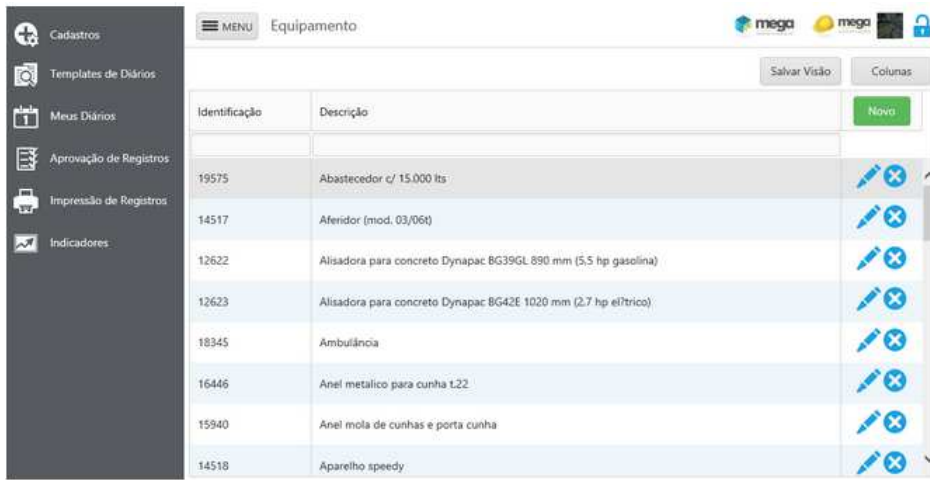 Cadastros
Templates de Diários
Meus Diários
1
Aprovação de Registros
Impressão de Registros
Indicadores
MENU Equipamento mega mega
Salvar Visão Colunas
Identificação Descrição Novo
19575 Abastecedor c/ 15.000 lts
14517 Aferidor (mod. 03/06t)
12622 Alisadora para concreto Dynapac BG39GL 890 mm (5,5 hp gasolina)
12623 Alisadora para concreto Dynapac BG42E 1020 mm (2.7 hp el?trico)
18345 Ambulância
16446 Anel metalico para cunha t.22
15940 Anel mola de cunhas e porta cunha
14518 Aparelho speedy